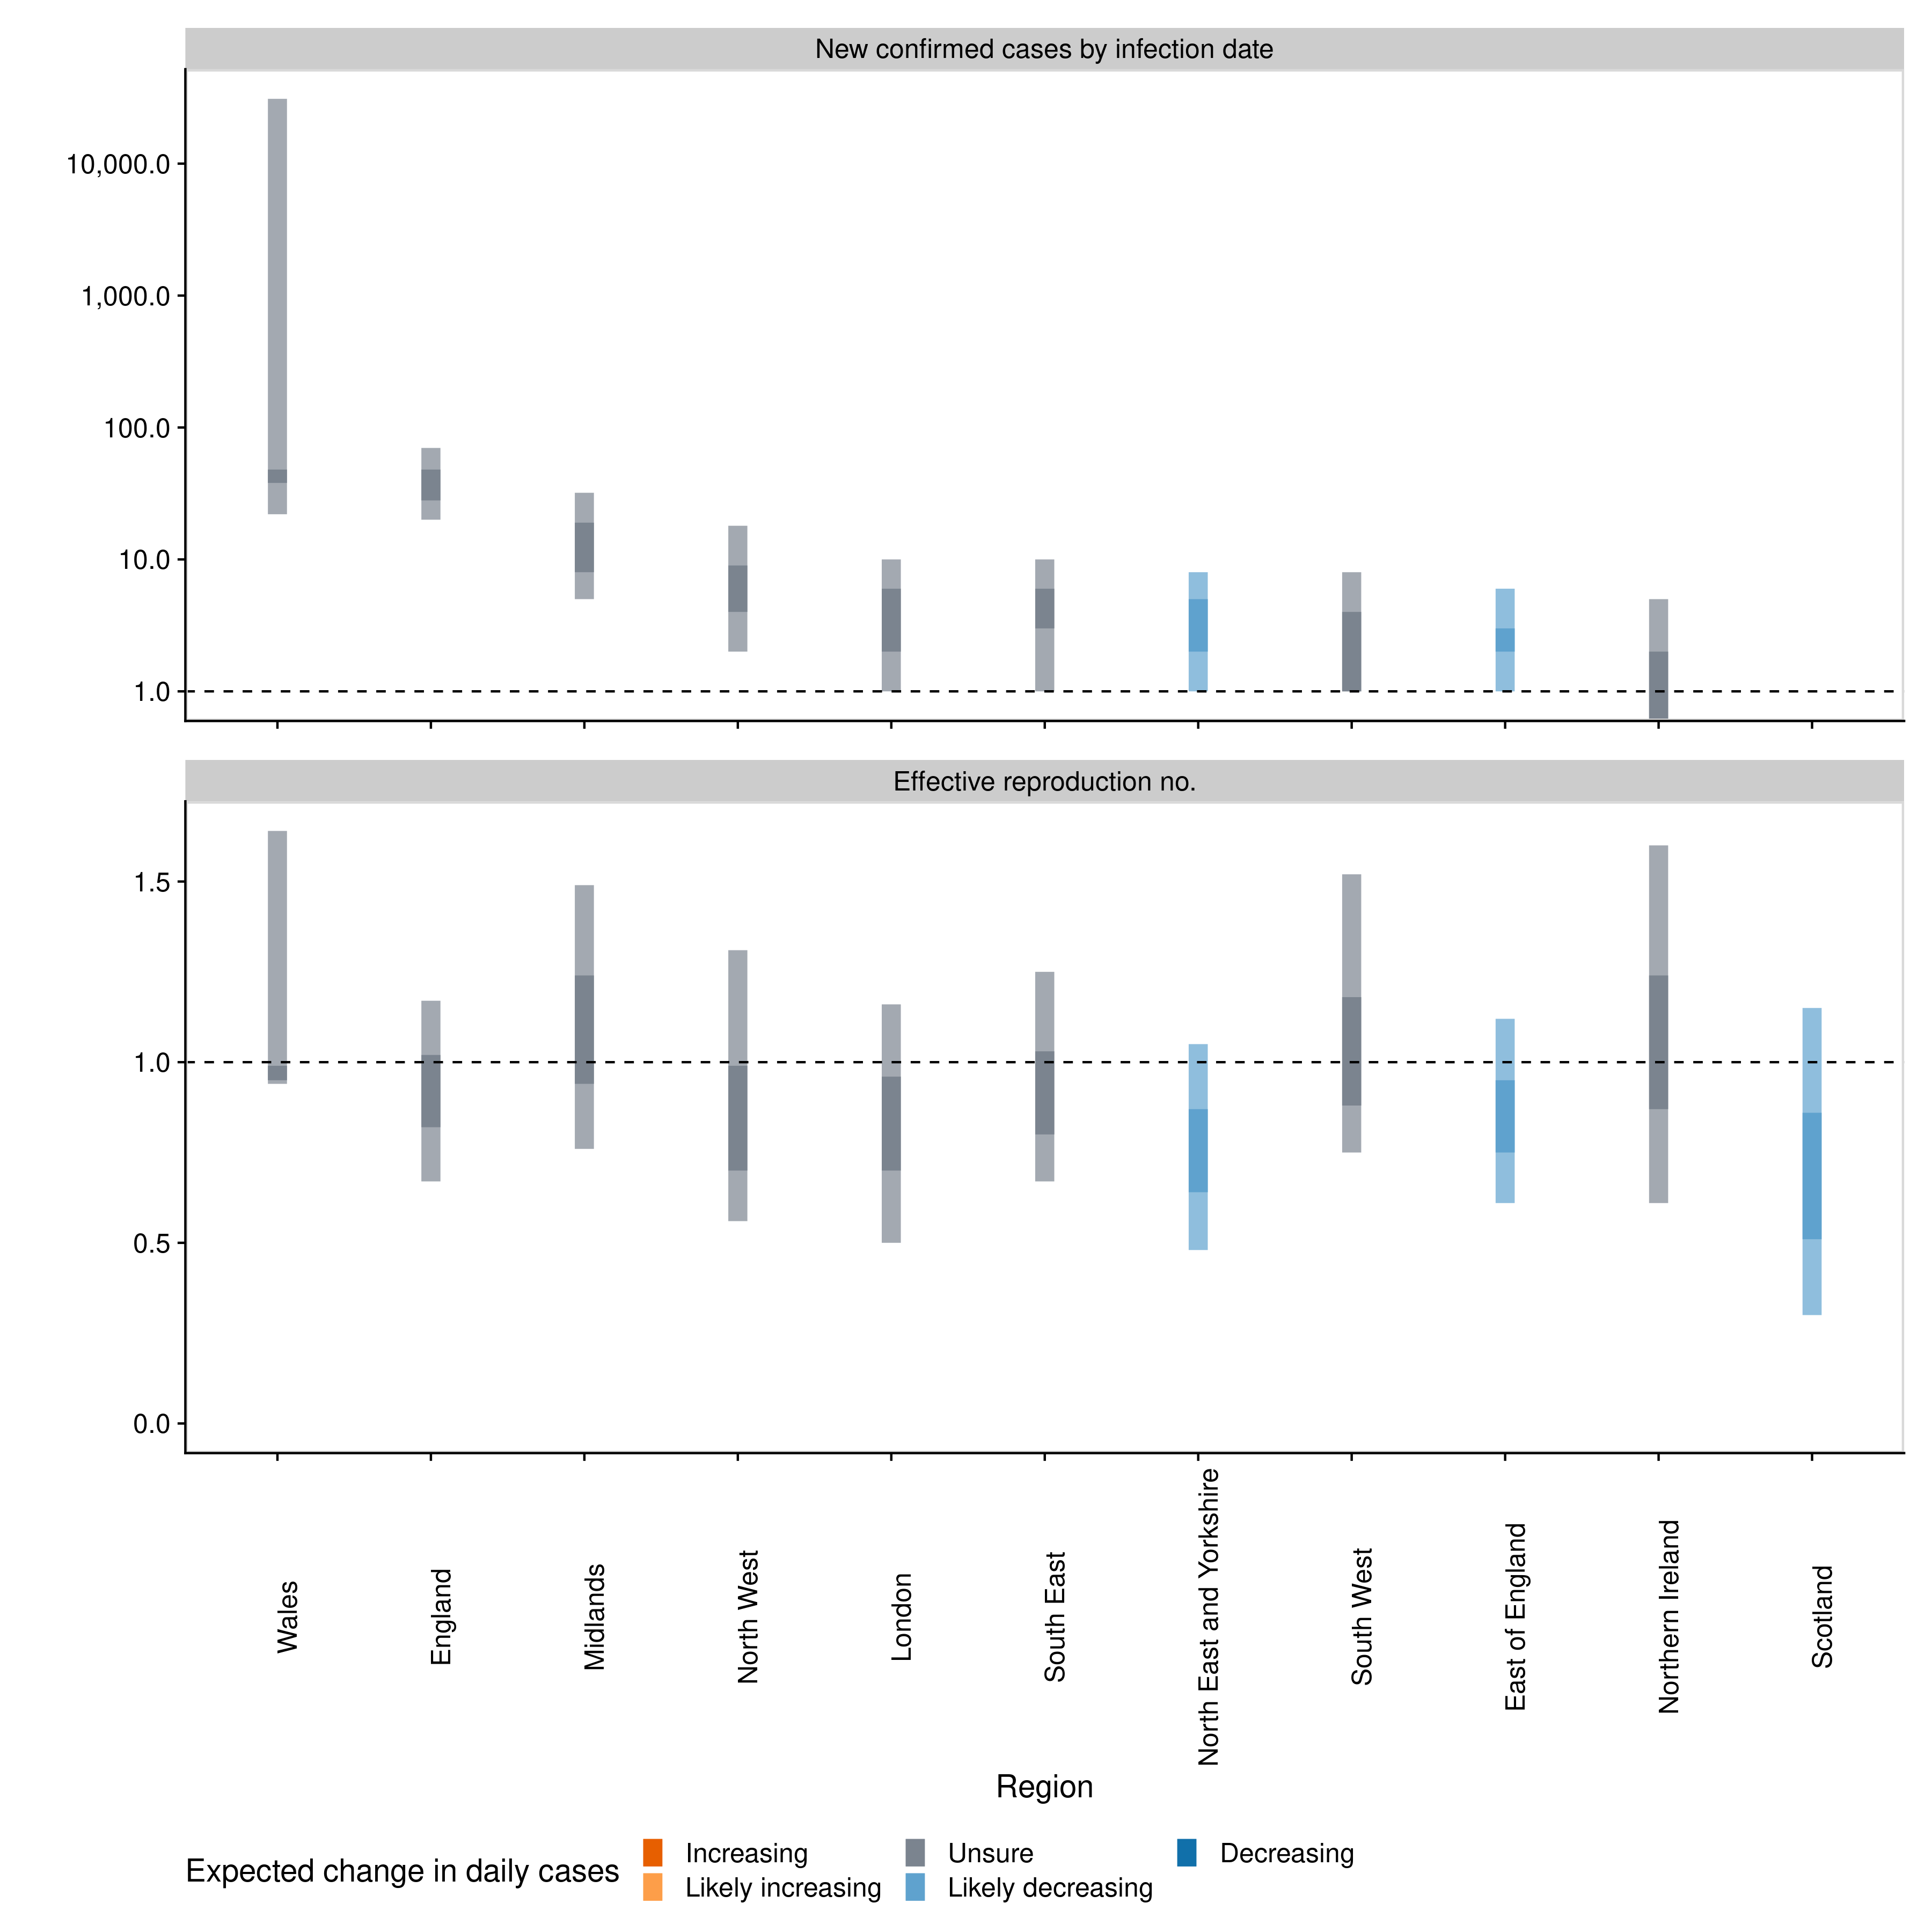 New confirmed cases by infection date
10,000.0
1,000.0
100.0
10.0
1.0
Effective reproduction no.
1.5
1.0
0.5
0.0
Wales
England
Midlands
North West
London
South East
North East and Yorkshire
South West
East of England
Northern Ireland
Scotland
Region
Expected change in daily cases
Increasing
Likely increasing
Unsure
Likely decreasing
Decreasing